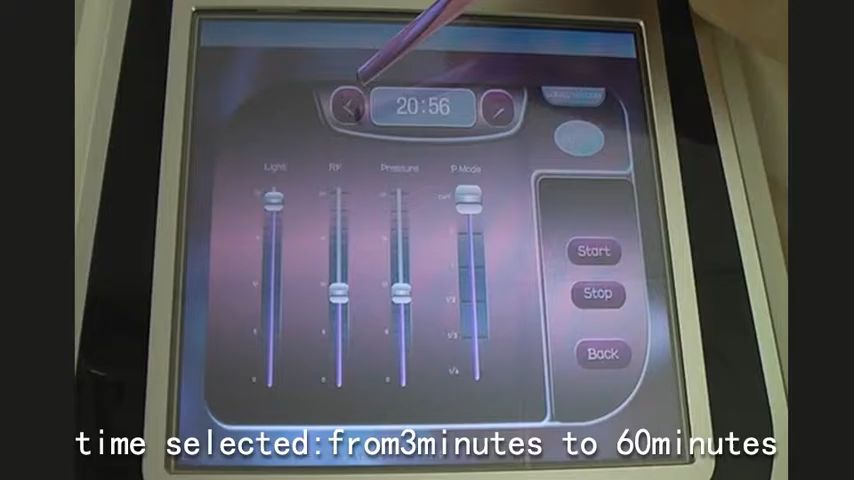 20:56
Light RF Pressure P.Mode
Start
Stop
Back
time selected:from3minutes to 60minutes